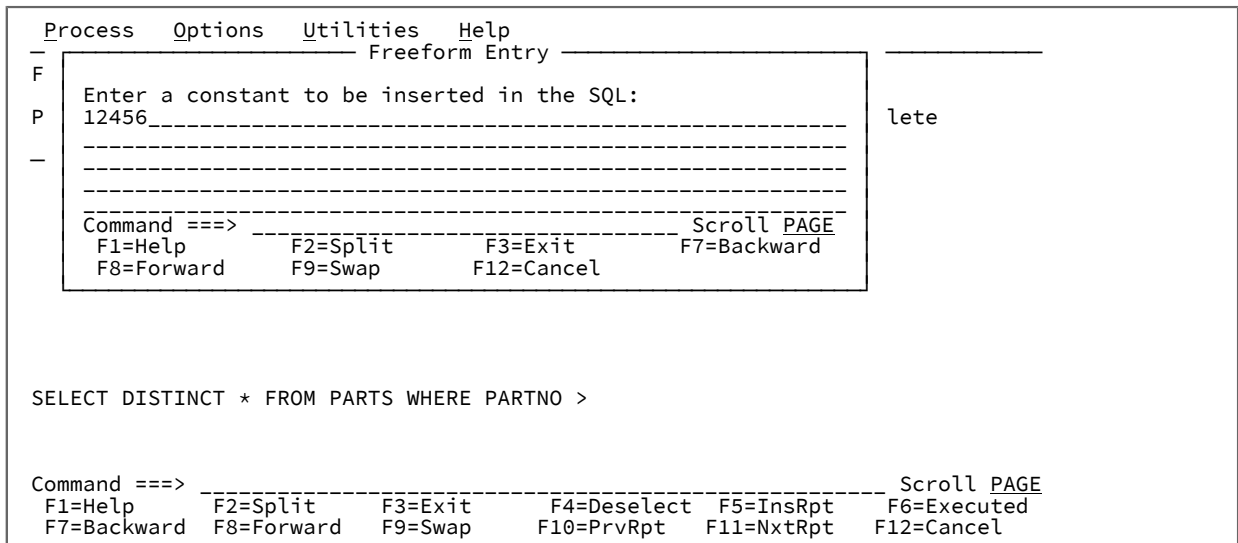 Process   Options   Utilities   Help
Freeform Entry
F
Enter a constant to be inserted in the SQL:
P 12456______________________________________________________ lete
Command ===> _________________________________ Scroll PAGE
F1=Help        F2=Split       F3=Exit        F7=Backward
F8=Forward     F9=Swap       F12=Cancel
SELECT DISTINCT * FROM PARTS WHERE PARTNO >
Command ===> _____________________________________________________ Scroll PAGE
F1=Help      F2=Split     F3=Exit      F4=Deselect  F5=InsRpt    F6=Executed
F7=Backward  F8=Forward   F9=Swap     F10=PrvRpt   F11=NxtRpt   F12=Cancel